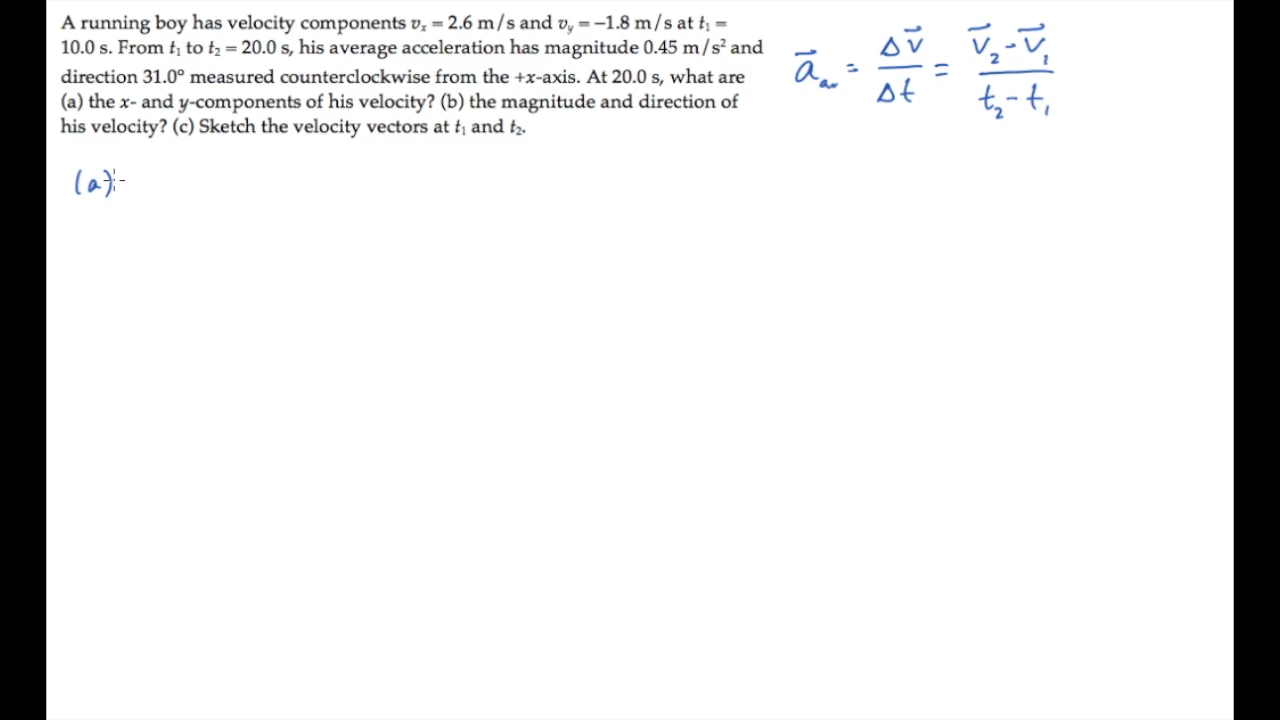 A running boy has velocity components vₓ = 2.6 m/s and v_y = −1.8 m/s at t₁ =
10.0 s. From t₁ to t₂ = 20.0 s, his average acceleration has magnitude 0.45 m/s² and
direction 31.0° measured counterclockwise from the +x-axis. At 20.0 s, what are
(a) the x- and y-components of his velocity? (b) the magnitude and direction of
his velocity? (c) Sketch the velocity vectors at t₁ and t₂.
a⃗_av = Δv⃗/Δt = (v⃗₂ - v⃗₁)/(t₂ - t₁)
(a)